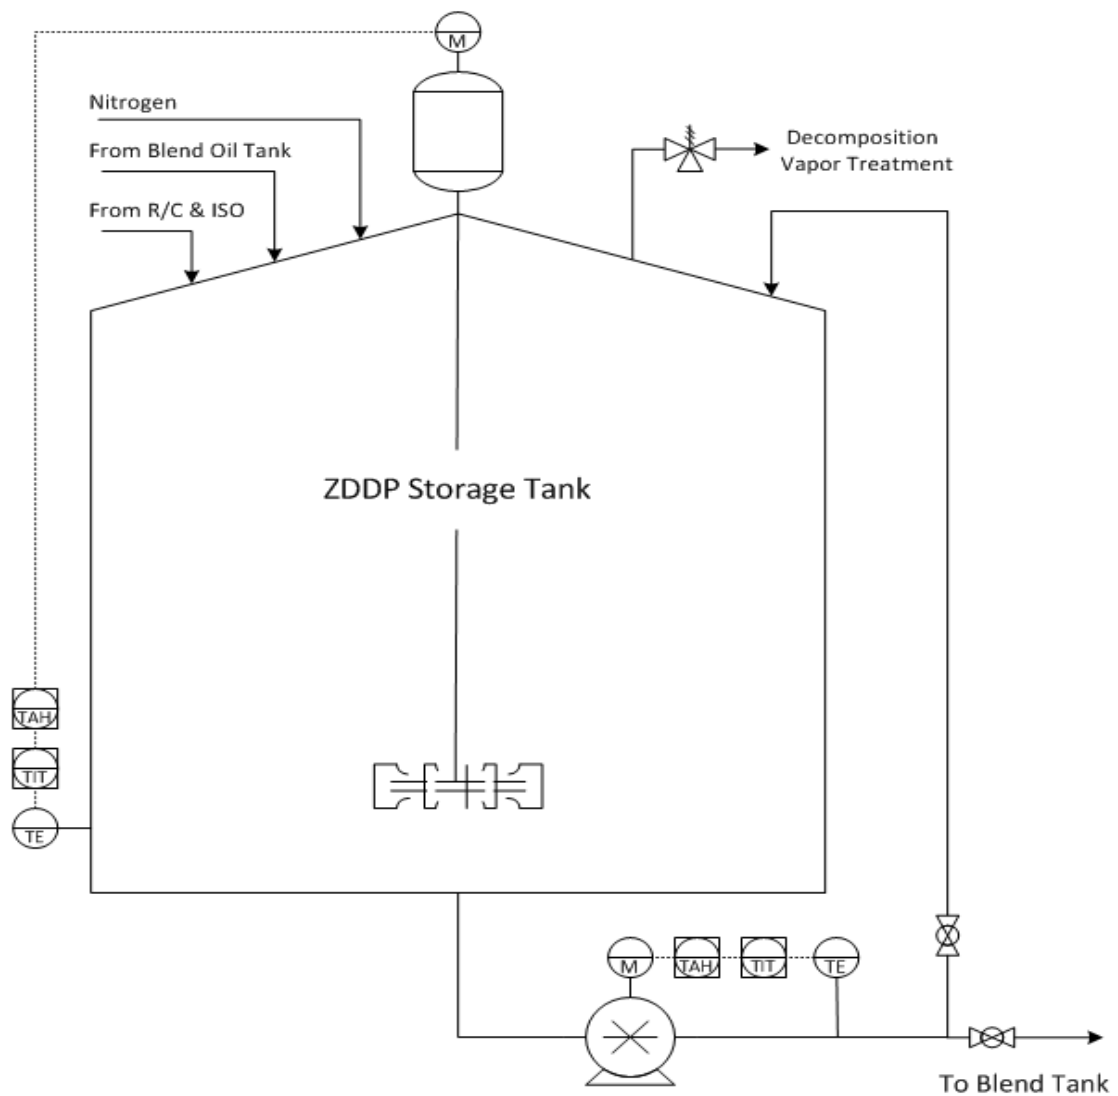 M
Nitrogen
From Blend Oil Tank
From R/C & ISO
Decomposition
Vapor Treatment
ZDDP Storage Tank
TAH
TIT
TE
M
TAH
TIT
TE
To Blend Tank